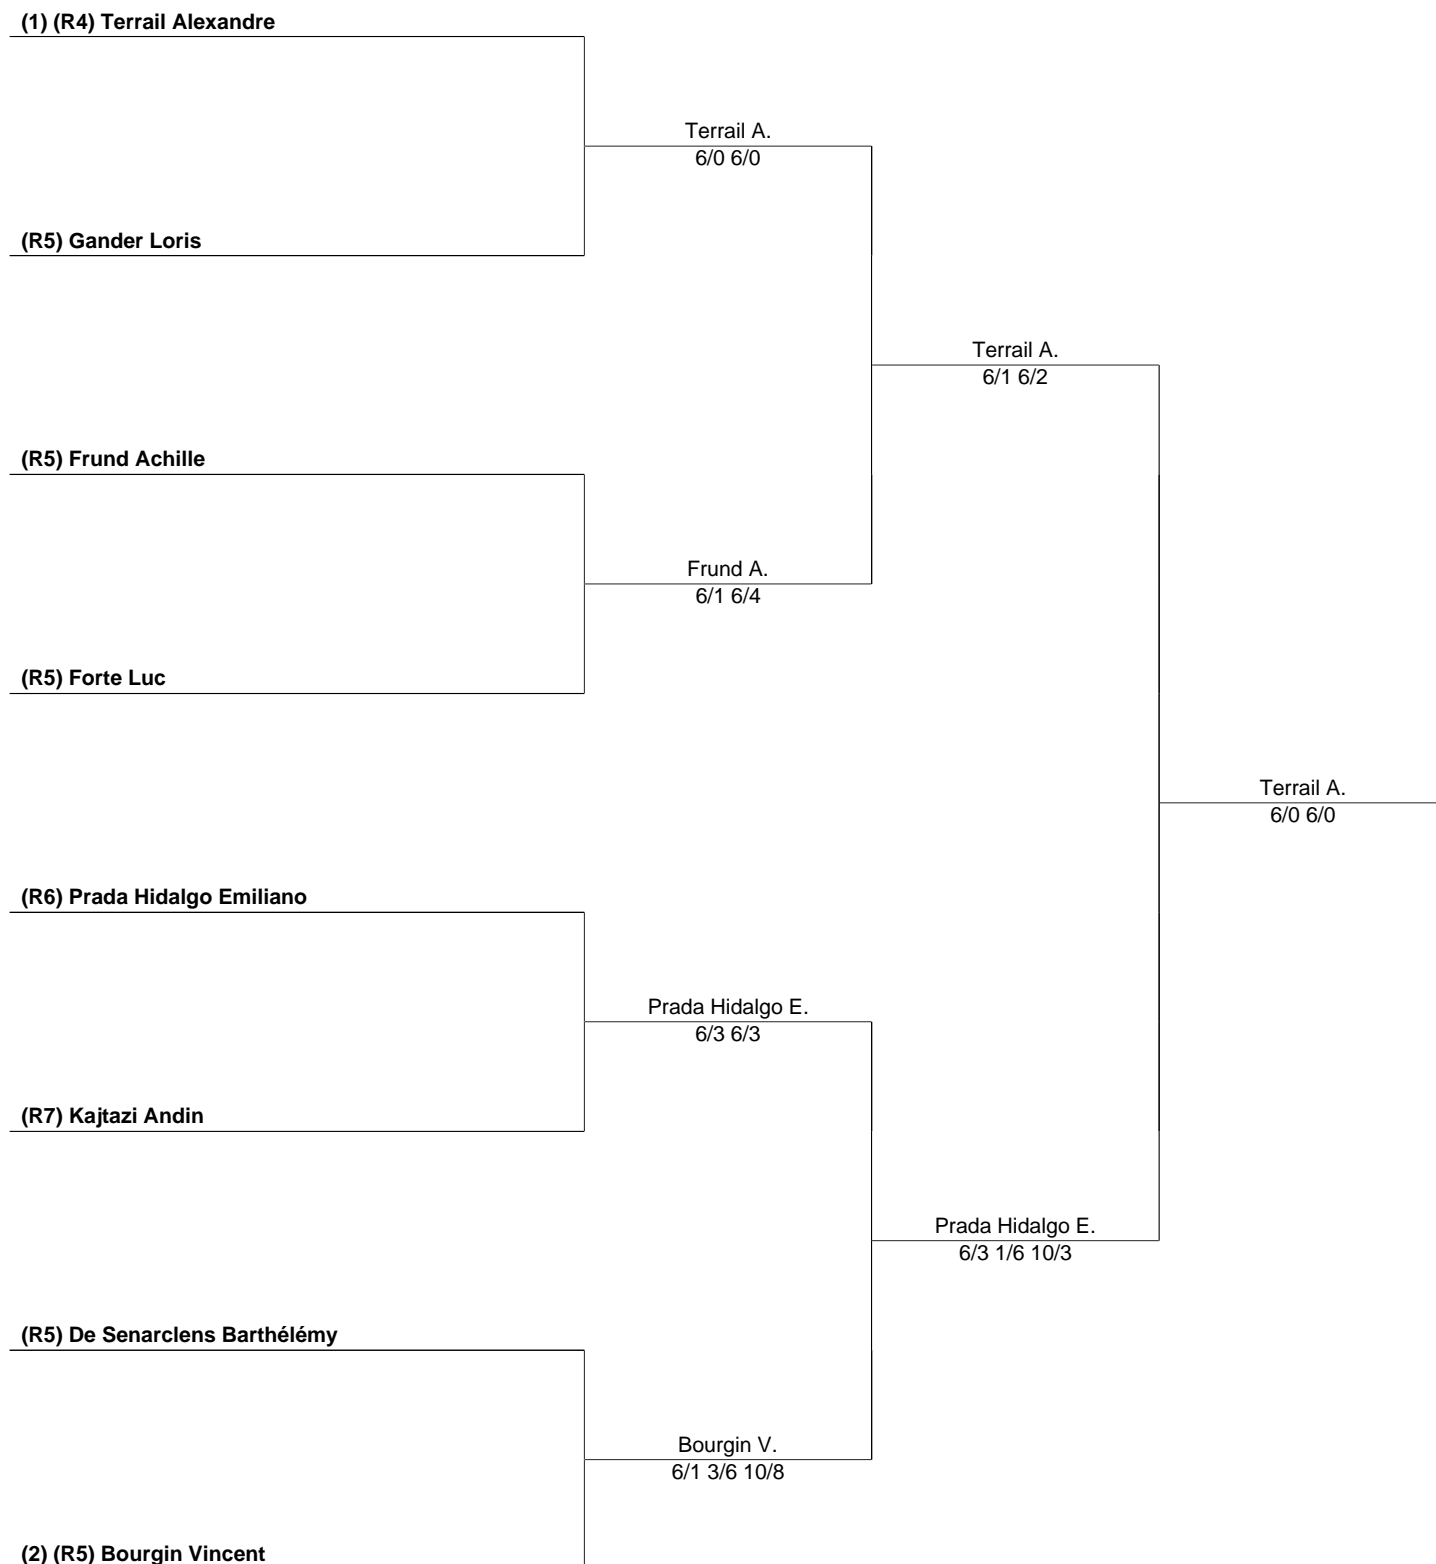 (1) (R4) Terrail Alexandre
Terrail A.
6/0 6/0
(R5) Gander Loris
Terrail A.
6/1 6/2
(R5) Frund Achille
Frund A.
6/1 6/4
(R5) Forte Luc
Terrail A.
6/0 6/0
(R6) Prada Hidalgo Emiliano
Prada Hidalgo E.
6/3 6/3
(R7) Kajtazi Andin
Prada Hidalgo E.
6/3 1/6 10/3
(R5) De Senarclens Barthélémy
Bourgin V.
6/1 3/6 10/8
(2) (R5) Bourgin Vincent